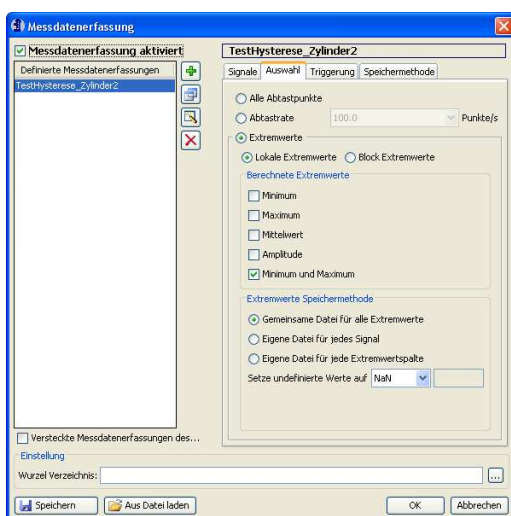 Messdatenerfassung
Messdatenerfassung aktiviert
Definierte Messdatenerfassungen
TestHysterese_Zylinder2
TestHysterese_Zylinder2
Signale Auswahl Triggerung Speichermethode
Alle Abtastpunkte
Abtastrate 100.0 Punkte/s
Extremwerte
Lokale Extremwerte Block Extremwerte
Berechnete Extremwerte
Minimum
Maximum
Mittelwert
Amplitude
Minimum und Maximum
Extremwerte Speichermethode
Gemeinsame Datei für alle Extremwerte
Eigene Datei für jedes Signal
Eigene Datei für jede Extremwertspalte
Setze undefinierte Werte auf NaN
Versteckte Messdatenerfassungen des...
Einstellung
Wurzel Verzeichnis: ...
Speichern Aus Datei laden OK Abbrechen